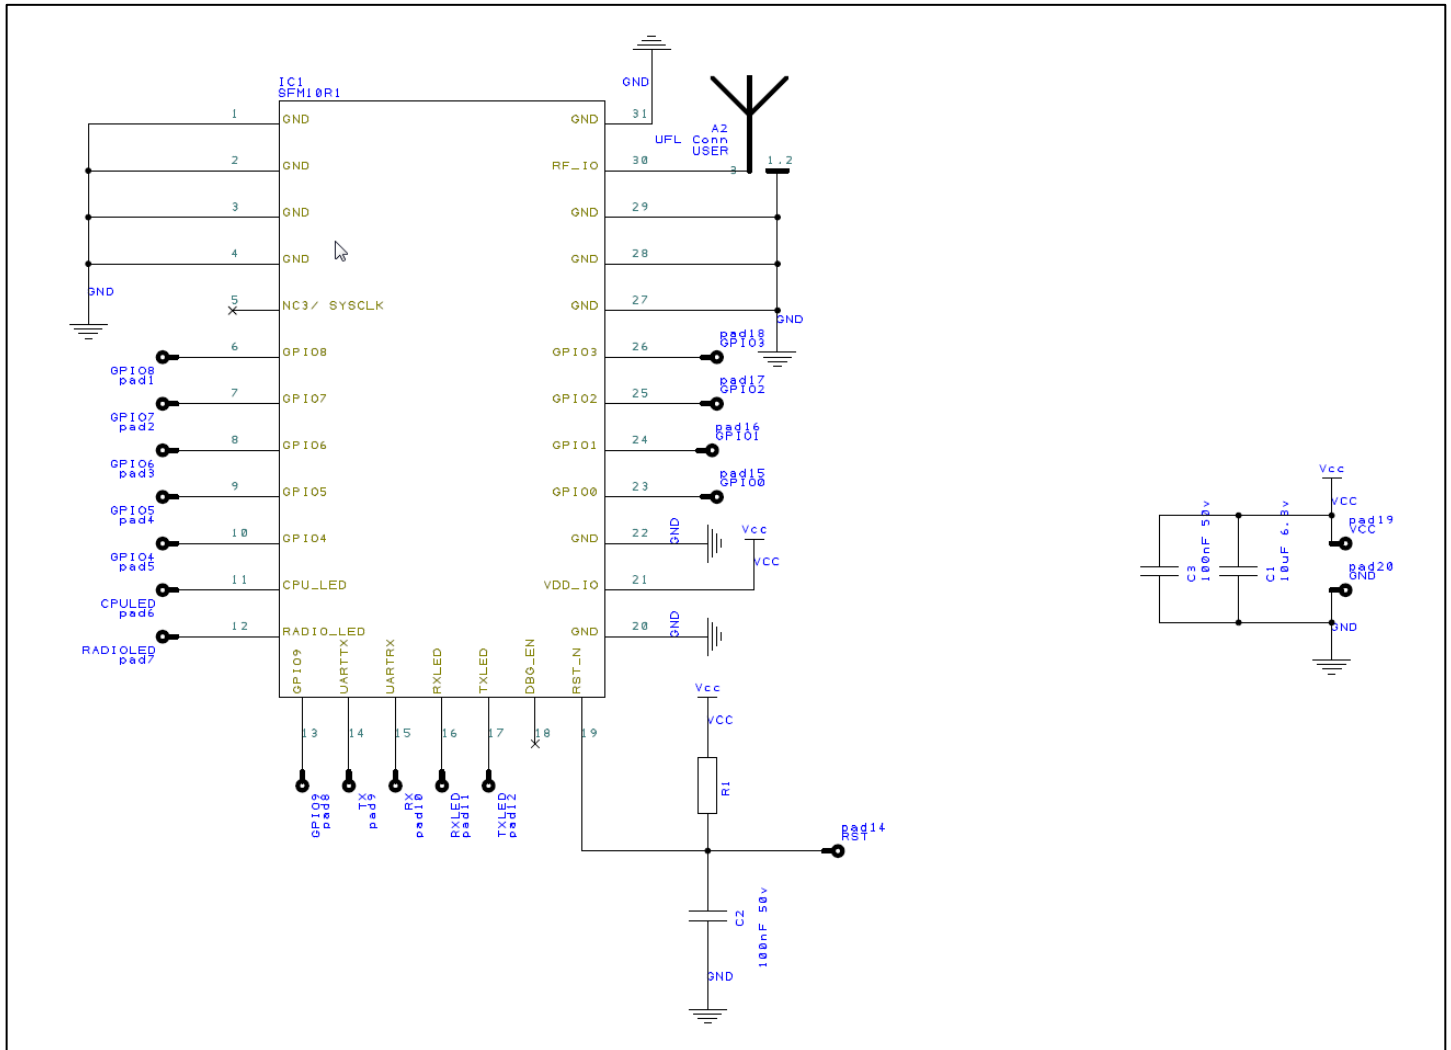 IC1
SFM10R1
GND
A2
UFL Conn
USER
1 GND
GND 31
2 GND
RF_IO 30
3
1.2
3 GND
GND 29
4 GND
GND 28
GND
5 NC3/ SYSCLK
GND 27
GND
6 GPIO8
GPIO8
pad1
GPIO3 26
pad18
GPIO3
7 GPIO7
GPIO7
pad2
GPIO2 25
pad17
GPIO2
8 GPIO6
GPIO6
pad3
GPIO1 24
pad16
GPIO1
9 GPIO5
GPIO5
pad4
GPIO0 23
pad15
GPIO0
10 GPIO4
GPIO4
pad5
GND 22
GND
Vcc
VCC
11 CPU_LED
CPULED
pad6
VDD_IO 21
12 RADIO_LED
RADIOLED
pad7
GND 20
GND
GPIO9
UARTTX
UARTRX
RXLED
TXLED
DBG_EN
RST_N
13
14
15
16
17
18
19
GPIO9
pad8
TX
pad9
RX
pad10
RXLED
pad11
TXLED
pad12
Vcc
VCC
R1
pad14
RST
C2
100nF 50v
GND
Vcc
VCC
C3
100nF 50v
C1
10uF 6.3v
pad19
VCC
pad20
GND
GND